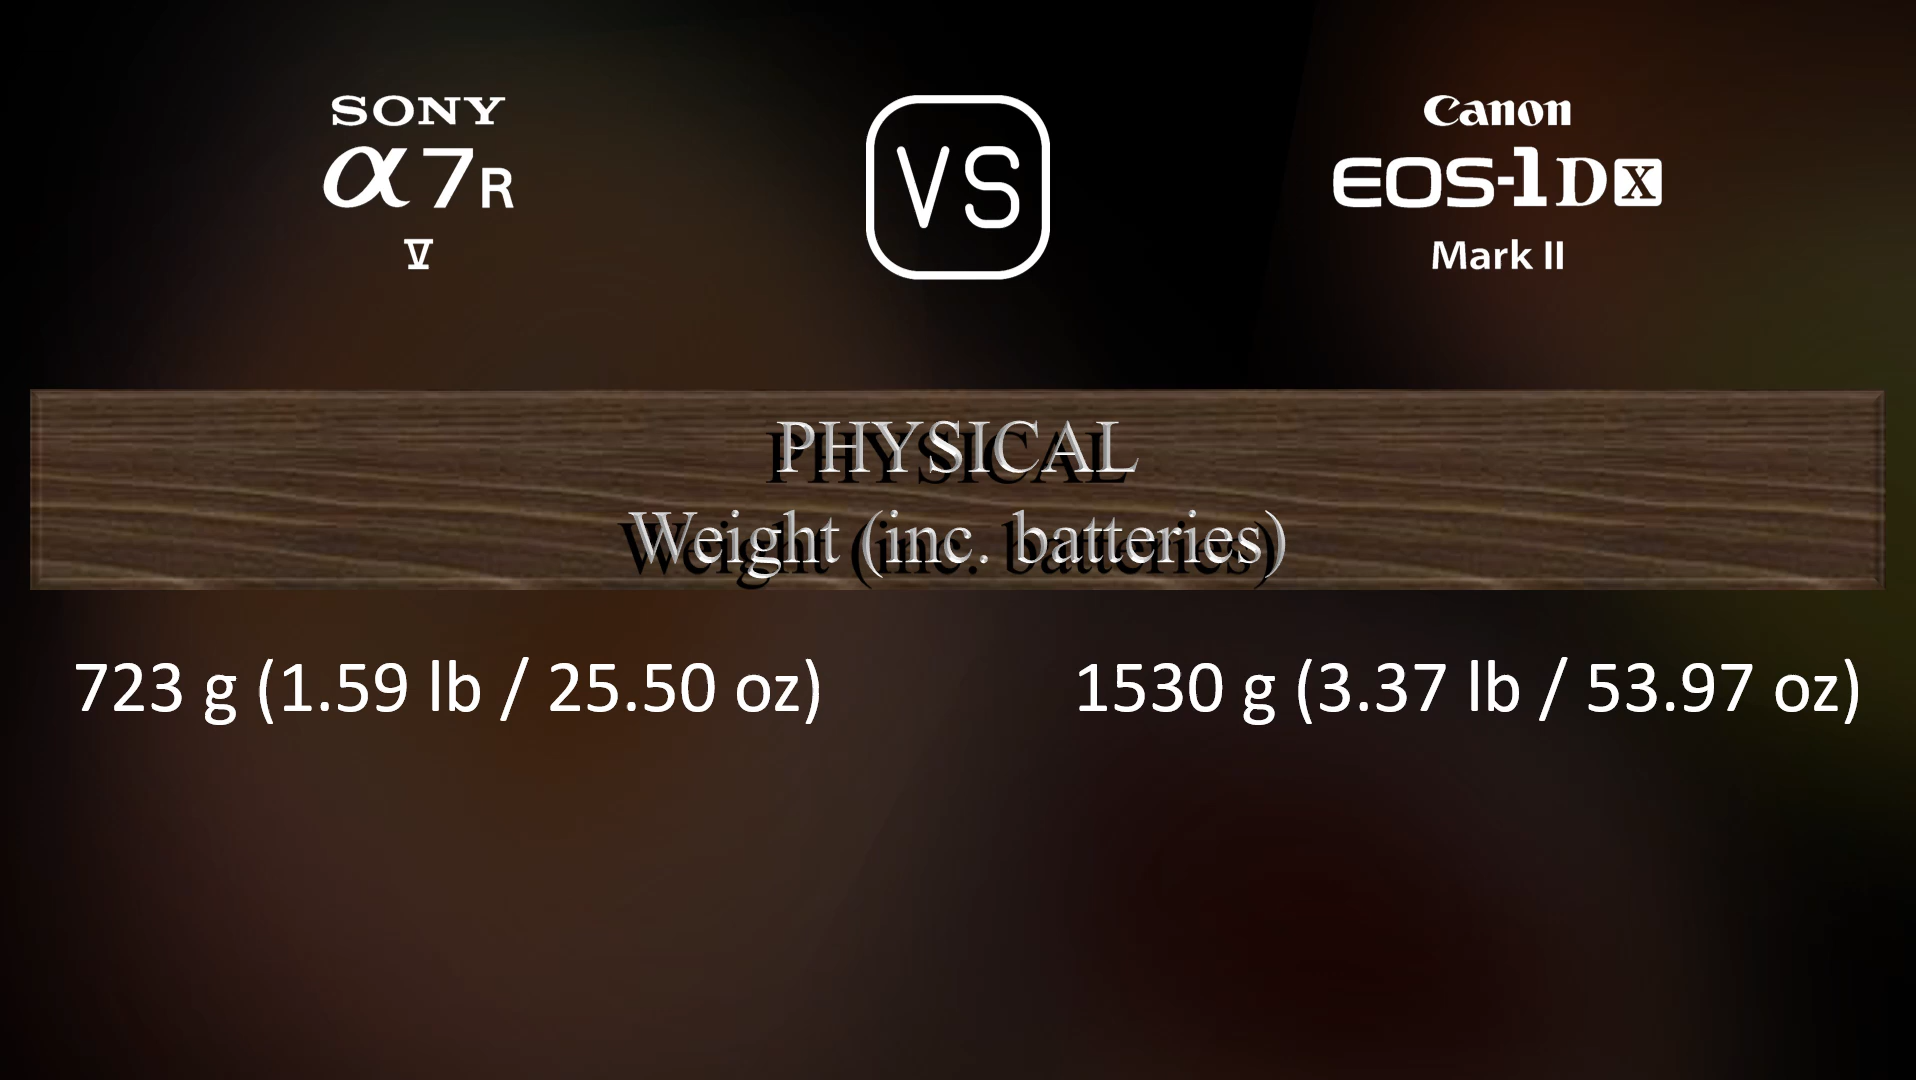 SONY
α7R
V
VS
Canon
EOS-1DX
Mark II
PHYSICAL
Weight (inc. batteries)
723 g (1.59 lb / 25.50 oz)
1530 g (3.37 lb / 53.97 oz)